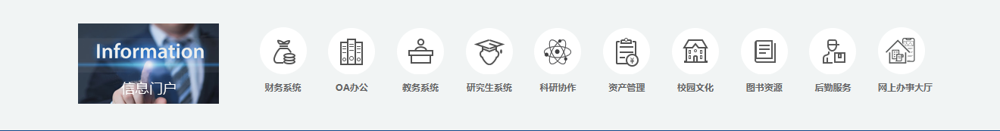 Information
信息门户
财务系统
OA办公
教务系统
研究生系统
科研协作
资产管理
校园文化
图书资源
后勤服务
网上办事大厅